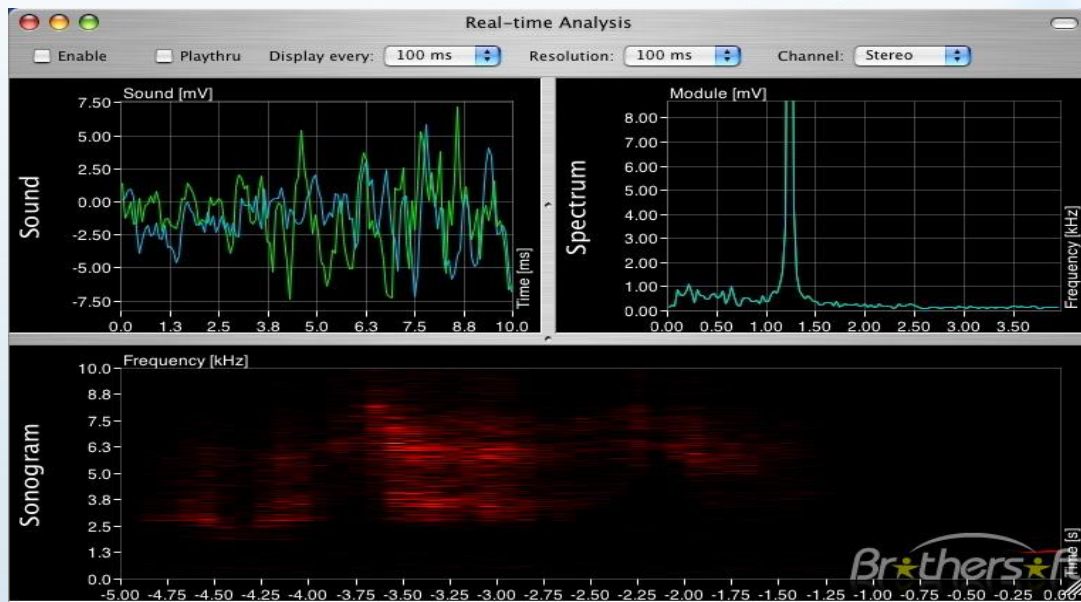 Real-time Analysis
Enable Playthru Display every: 100 ms Resolution: 100 ms Channel: Stereo
Sound
Sound [mV]
7.50
5.00
2.50
0.00
-2.50
-5.00
-7.50
0.0 1.3 2.5 3.8 5.0 6.3 7.5 8.8 10.0
Time [ms]
Spectrum
Module [mV]
8.00
7.00
6.00
5.00
4.00
3.00
2.00
1.00
0.00
0.00 0.50 1.00 2.00 2.50 3.00 3.50
Frequency [kHz]
Sonogram
Frequency [kHz]
10.0
8.8
7.5
6.3
5.0
3.8
2.5
1.3
0.0
-5.00 -4.75 -4.50 -4.25 -4.00 -3.75 -3.50 -3.25 -3.00 -2.75 -2.50 -2.25 -2.00 -1.75 -1.50 -1.25 -1.00 -0.75 -0.50 -0.25
Time [s]
Brothersoft